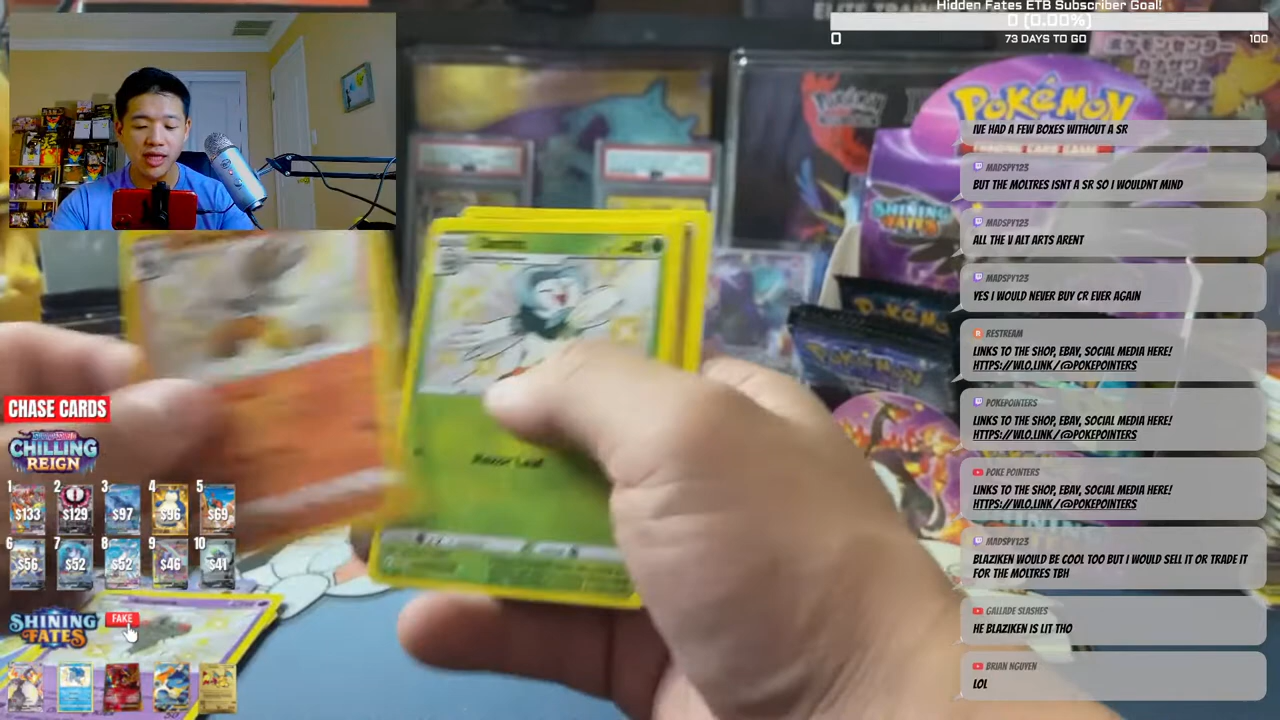 Hidden Fates ETB Subscriber Goal!
0 (0.00%)
0
73 DAYS TO GO
100
ELITE TRAIN
POKéMON
TRADING CARD GAME
SHINING FATES
IVE HAD A FEW BOXES WITHOUT A SR
MADSPY123
BUT THE MOLTRES ISNT A SR SO I WOULDNT MIND
MADSPY123
ALL THE V ALT ARTS ARENT
MADSPY123
YES I WOULD NEVER BUY CR EVER AGAIN
RESTREAM
LINKS TO THE SHOP, EBAY, SOCIAL MEDIA HERE!
HTTPS://WLO.LINK/@POKEPOINTERS
POKEPOINTERS
LINKS TO THE SHOP, EBAY, SOCIAL MEDIA HERE!
HTTPS://WLO.LINK/@POKEPOINTERS
POKE POINTERS
LINKS TO THE SHOP, EBAY, SOCIAL MEDIA HERE!
HTTPS://WLO.LINK/@POKEPOINTERS
MADSPY123
BLAZIKEN WOULD BE COOL TOO BUT I WOULD SELL IT OR TRADE IT
FOR THE MOLTRES TBH
GALLADE SLASHES
HE BLAZIKEN IS LIT THO
BRIAN NGUYEN
LOL
Razor Leaf
CHASE CARDS
CHILLING
REIGN
1 2 3 4 5
$133 $129 $97 $96 $69
6 7 8 9 10
$56 $52 $52 $46 $41
SHINING
FATES
FAKE